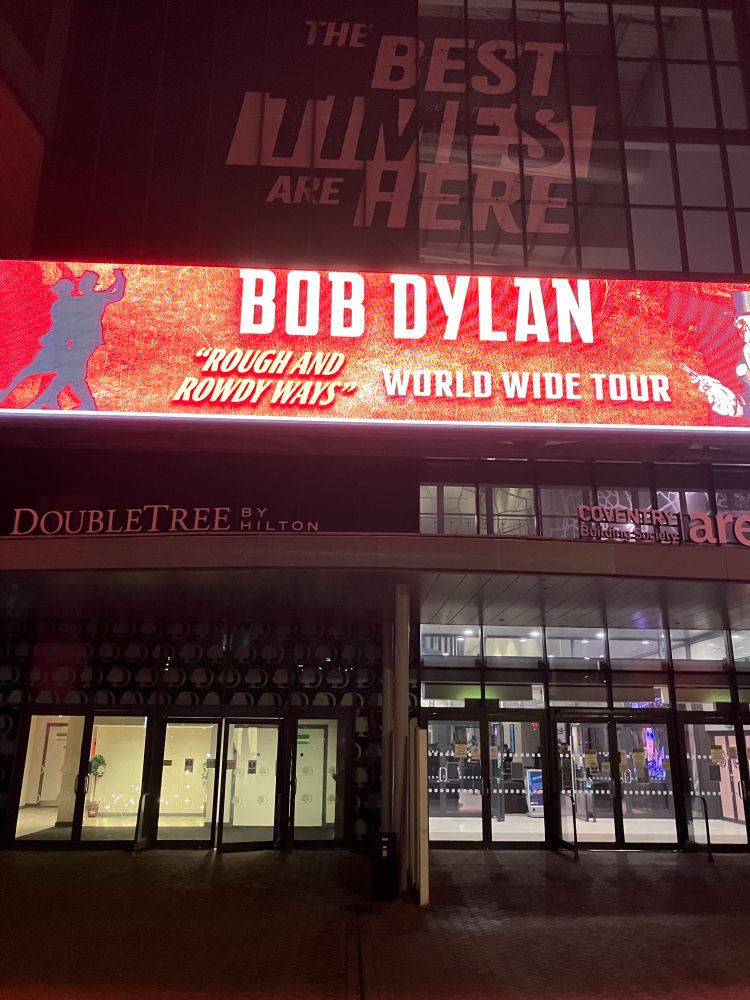 THE
BEST
TIMES
ARE HERE
BOB DYLAN
"ROUGH AND
ROWDY WAYS"
WORLD WIDE TOUR
DOUBLETREE BY
HILTON
COVENTRY
Building Society
are